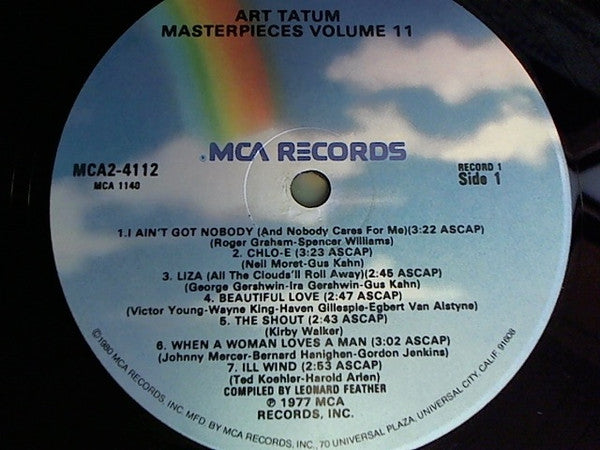 ART TATUM
MASTERPIECES VOLUME 11
MCA RECORDS
MCA2-4112
MCA 1140
RECORD 1
Side 1
1.I AIN'T GOT NOBODY (And Nobody Cares For Me)(3:22 ASCAP)
(Roger Graham-Spencer Williams)
2. CHLO-E (3:23 ASCAP)
(Neil Moret-Gus Kahn)
3. LIZA (All The Clouds'll Roll Away)(2:45 ASCAP)
(George Gershwin-Ira Gershwin-Gus Kahn)
4. BEAUTIFUL LOVE (2:47 ASCAP)
(Victor Young-Wayne King-Haven Gillespie-Egbert Van Alstyne)
5. THE SHOUT (2:43 ASCAP)
(Kirby Walker)
6. WHEN A WOMAN LOVES A MAN (3:02 ASCAP)
(Johnny Mercer-Bernard Hanighen-Gordon Jenkins)
7. ILL WIND (2:53 ASCAP)
(Ted Koehler-Harold Arlen)
COMPILED BY LEONARD FEATHER
℗ 1977 MCA
RECORDS, INC.
©1980 MCA RECORDS, INC. MFD. BY MCA RECORDS, INC., 70 UNIVERSAL PLAZA, UNIVERSAL CITY, CALIF. 91608